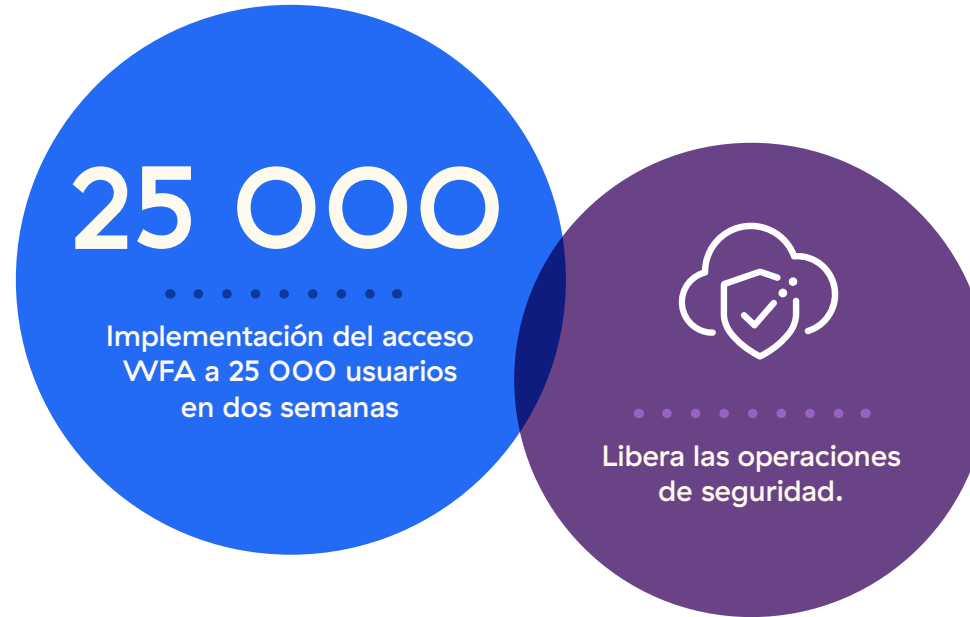 25 000
Implementación del acceso
WFA a 25 000 usuarios
en dos semanas
Libera las operaciones
de seguridad.